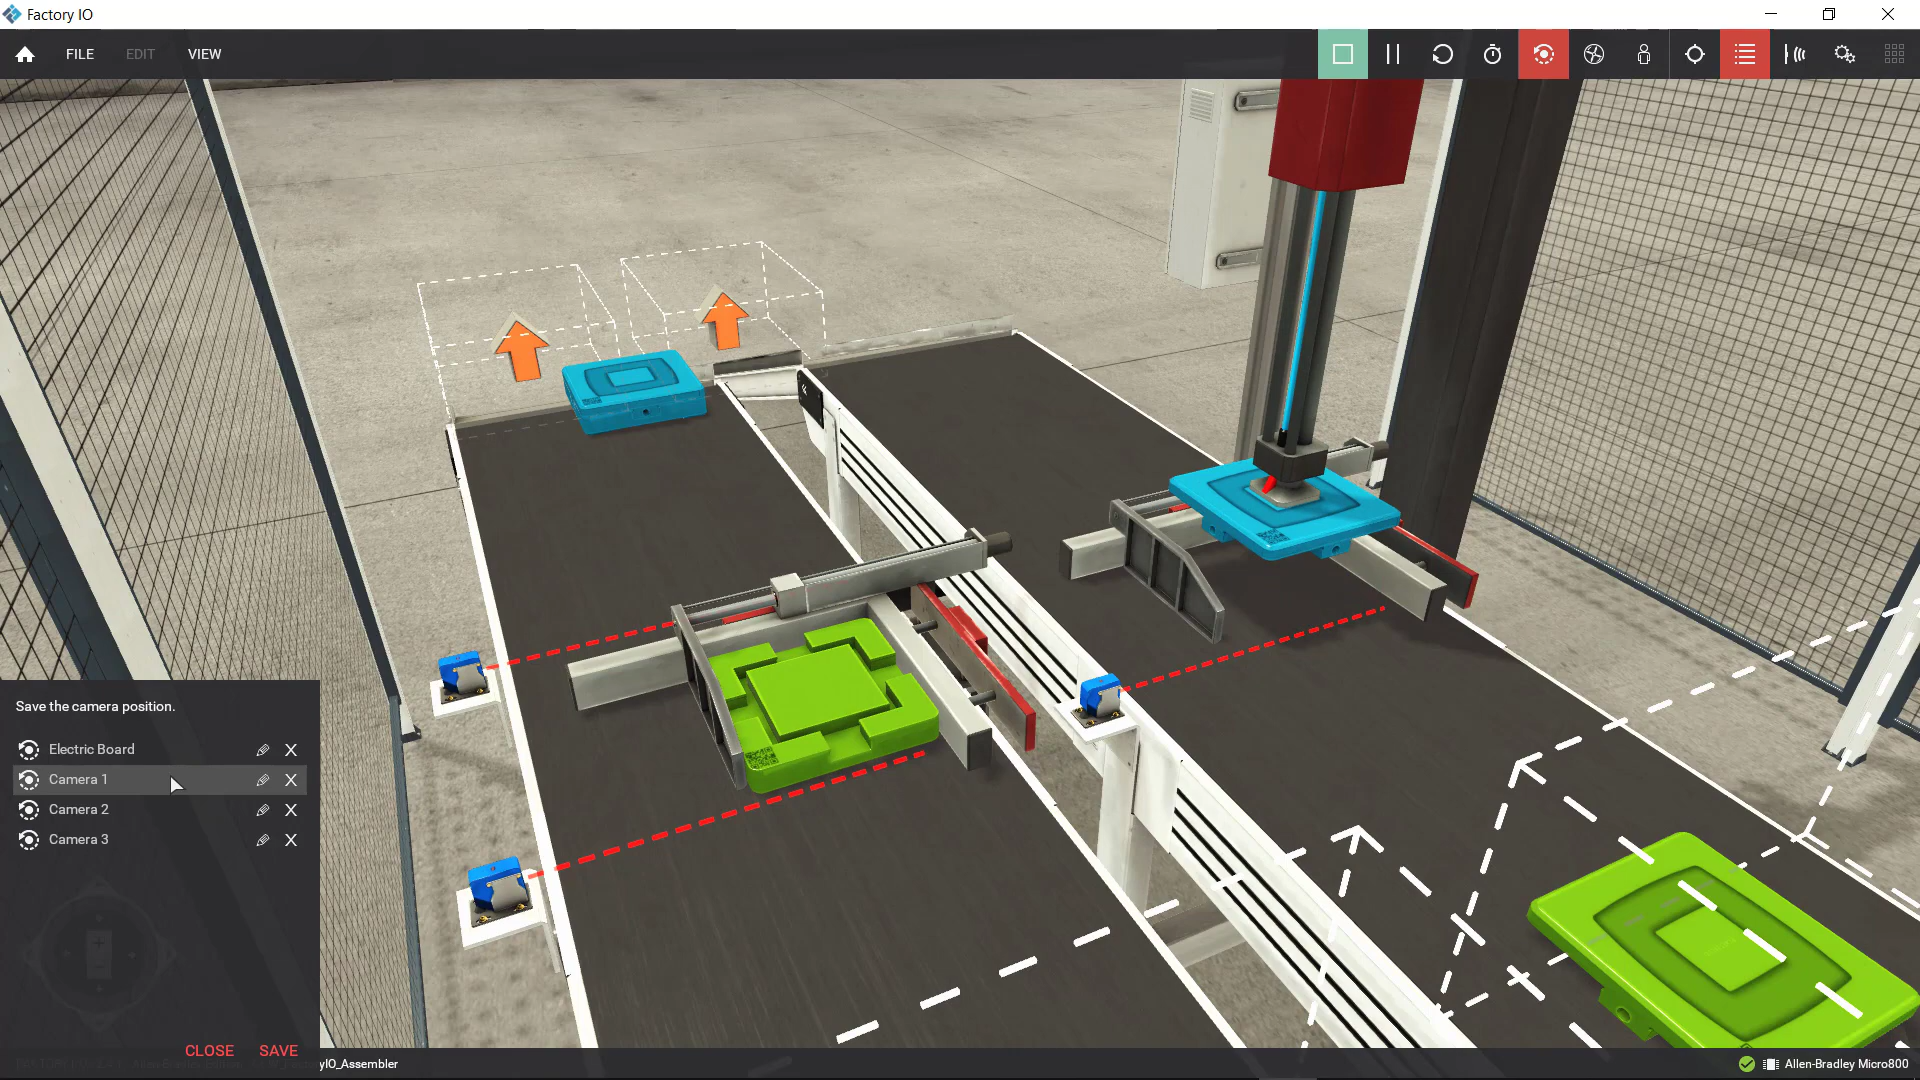 Factory IO
FILE
EDIT
VIEW
Save the camera position.
Electric Board
Camera 1
Camera 2
Camera 3
CLOSE
SAVE
yIO_Assembler
Allen-Bradley Micro800